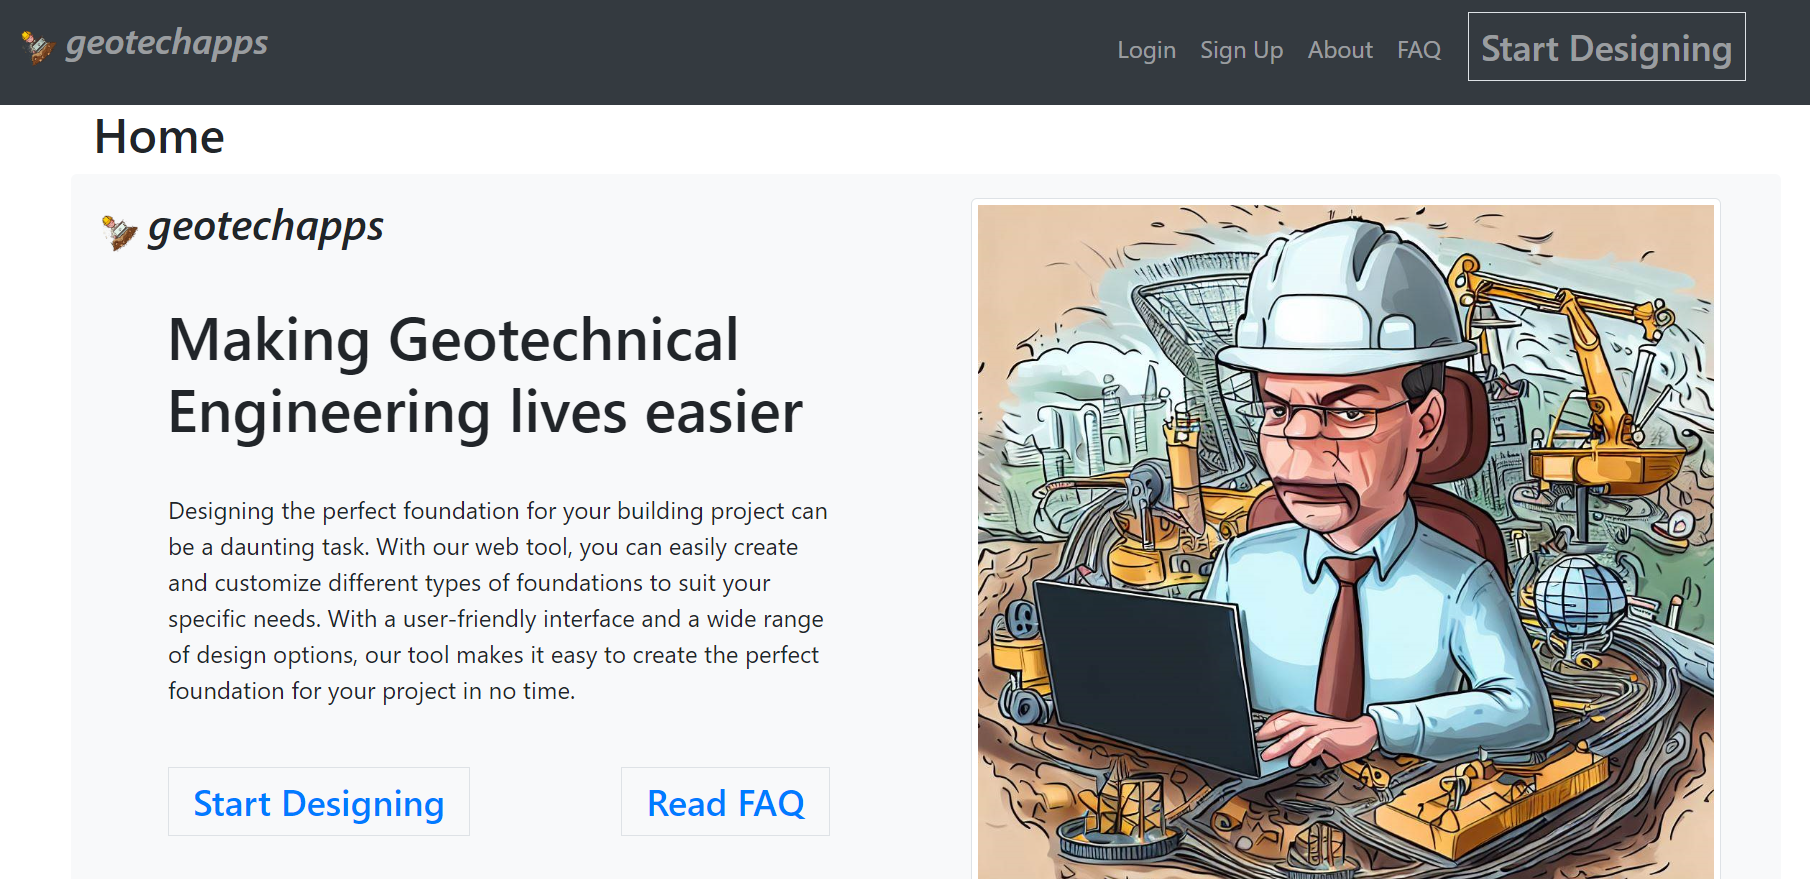 geotechapps
Login Sign Up About FAQ Start Designing
Home
geotechapps
Making Geotechnical
Engineering lives easier
Designing the perfect foundation for your building project can
be a daunting task. With our web tool, you can easily create
and customize different types of foundations to suit your
specific needs. With a user-friendly interface and a wide range
of design options, our tool makes it easy to create the perfect
foundation for your project in no time.
Start Designing
Read FAQ